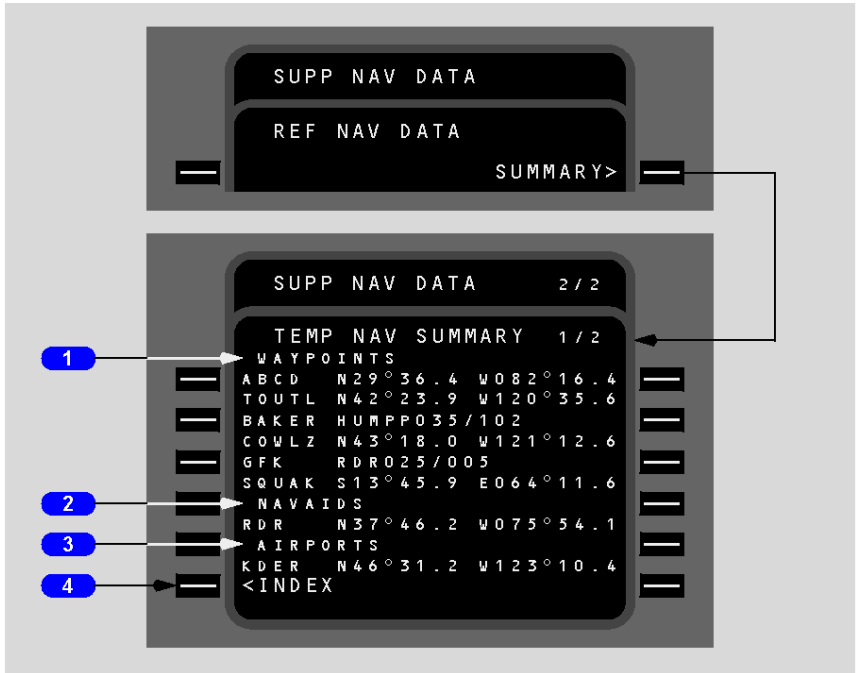 SUPP NAV DATA
REF NAV DATA
SUMMARY>
SUPP NAV DATA 2/2
TEMP NAV SUMMARY 1/2
1
WAYPOINTS
ABCD N29°36.4 W082°16.4
TOUTL N42°23.9 W120°35.6
BAKER HUMPP035/102
COWLZ N43°18.0 W121°12.6
GFK RDR025/005
SQUAK S13°45.9 E064°11.6
2
NAVAIDS
RDR N37°46.2 W075°54.1
3
AIRPORTS
KDER N46°31.2 W123°10.4
4
<INDEX